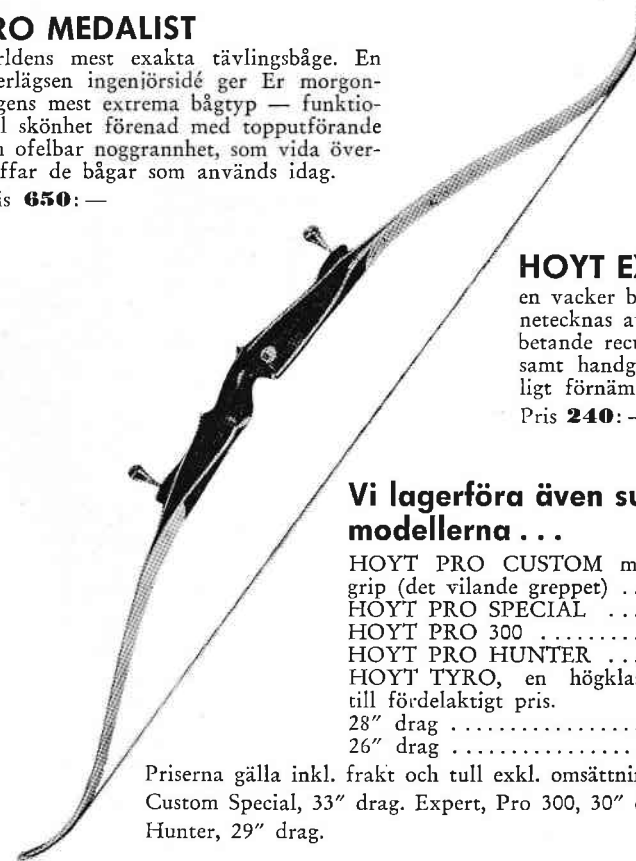 RO MEDALIST
rldens mest exakta tävlingsbåge. En
erlägsen ingenjörsidé ger Er morgon-
gens mest extrema bågtyp — funktio-
l skönhet förenad med topputförande
n ofelbar noggrannhet, som vida över-
ffar de bågar som används idag.
is 650: —
HOYT E
en vacker b
netecknas a
betande recu
samt handg
ligt förnäm
Pris 240: –
Vi lagerföra även su
modellerna . . .
HOYT PRO CUSTOM m
grip (det vilande greppet) . .
HOYT PRO SPECIAL . . .
HOYT PRO 300 . . . . . . . . .
HOYT PRO HUNTER . . .
HOYT TYRO, en högkla
till fördelaktigt pris.
28″ drag . . . . . . . . . . . . . . . .
26″ drag . . . . . . . . . . . . . . . .
Priserna gälla inkl. frakt och tull exkl. omsättnin
Custom Special, 33″ drag. Expert, Pro 300, 30″
Hunter, 29″ drag.